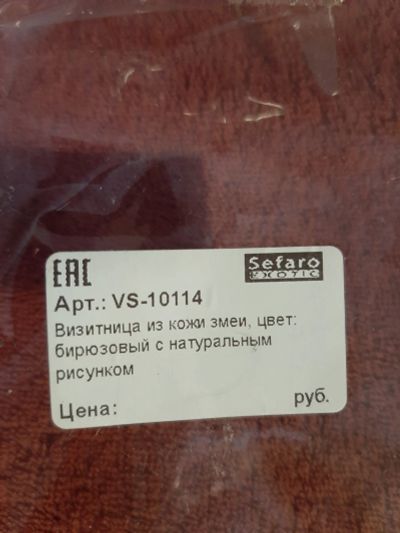 EAC
Sefaro
EXOTIC
Арт.: VS-10114
Визитница из кожи змеи, цвет:
бирюзовый с натуральным
рисунком
Цена: руб.